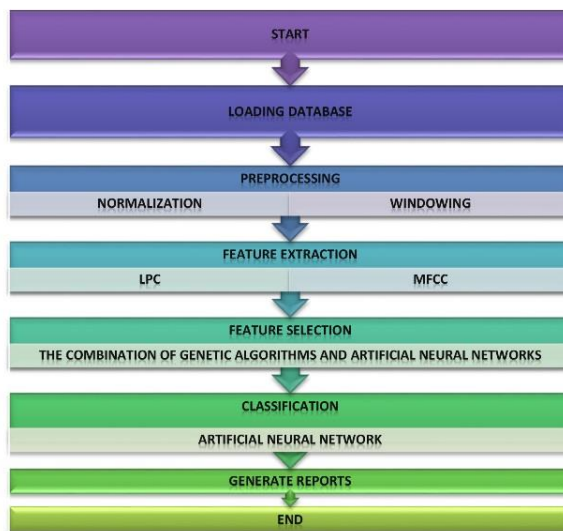 START
LOADING DATABASE
PREPROCESSING
NORMALIZATION WINDOWING
FEATURE EXTRACTION
LPC MFCC
FEATURE SELECTION
THE COMBINATION OF GENETIC ALGORITHMS AND ARTIFICIAL NEURAL NETWORKS
CLASSIFICATION
ARTIFICIAL NEURAL NETWORK
GENERATE REPORTS
END